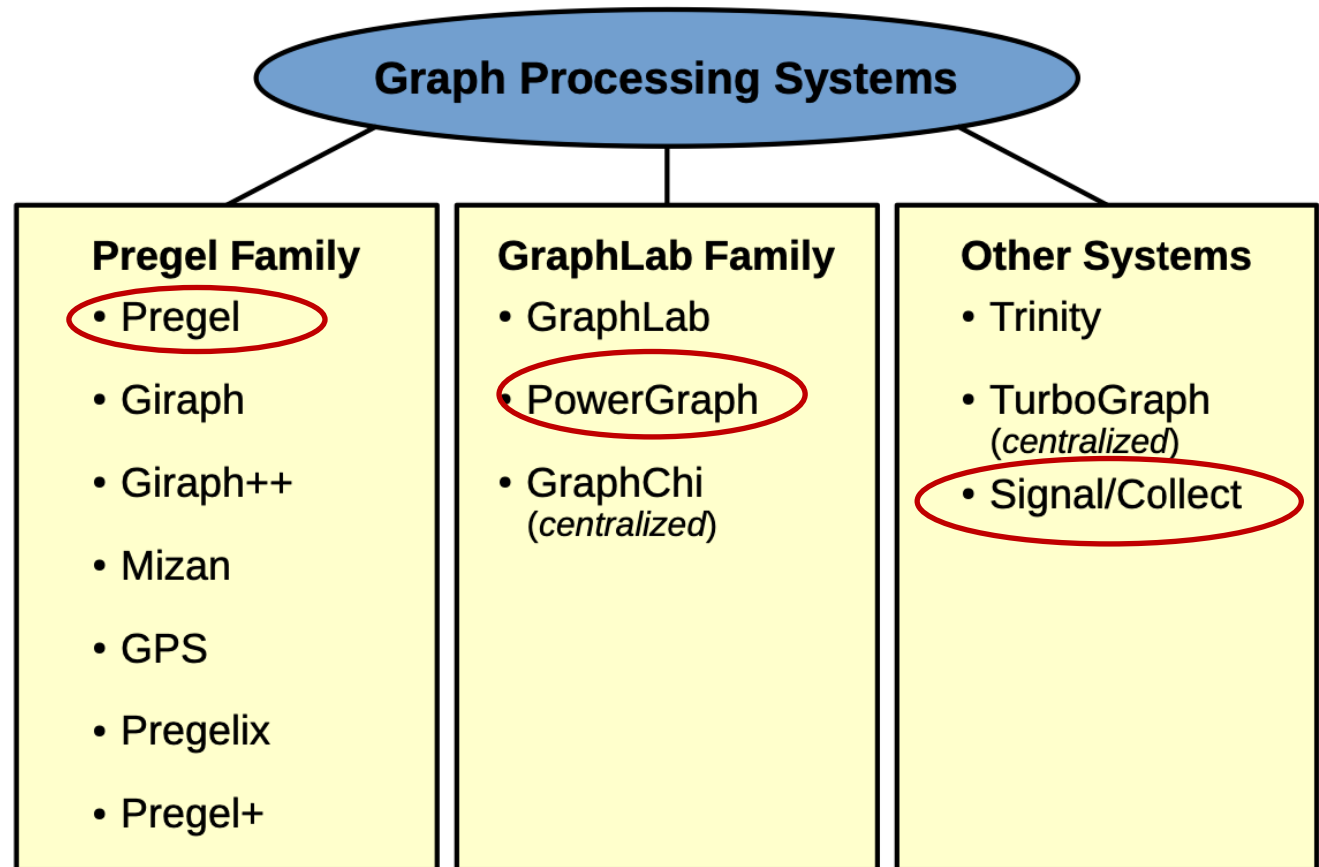 Graph Processing Systems
Pregel Family
• Pregel
• Giraph
• Giraph++
• Mizan
• GPS
• Pregelix
• Pregel+
GraphLab Family
• GraphLab
• PowerGraph
• GraphChi
(centralized)
Other Systems
• Trinity
• TurboGraph
(centralized)
• Signal/Collect